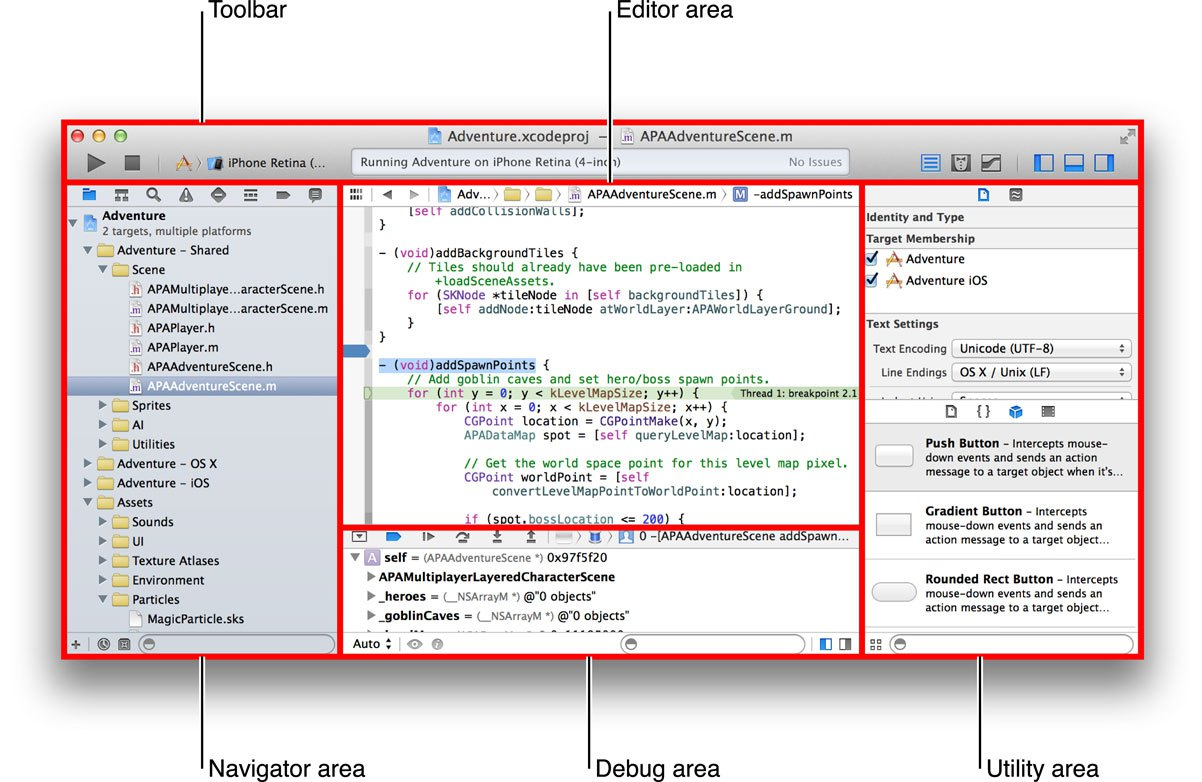 Toolbar
Editor area
Adventure.xcodeproj — APAAdventureScene.m
iPhone Retina (...
Running Adventure on iPhone Retina (4-inch)
No Issues
Adventure
2 targets, multiple platforms
Adventure – Shared
Scene
APAMultiplaye...aracterScene.h
APAMultiplaye...aracterScene.m
APAPlayer.h
APAPlayer.m
APAAdventureScene.h
APAAdventureScene.m
Sprites
AI
Utilities
Adventure – OS X
Adventure – iOS
Assets
Sounds
UI
Texture Atlases
Environment
Particles
MagicParticle.sks
Adv... APAAdventureScene.m M -addSpawnPoints
[self addCollisionWalls];
}
- (void)addBackgroundTiles {
// Tiles should already have been pre-loaded in
+loadSceneAssets.
for (SKNode *tileNode in [self backgroundTiles]) {
[self addNode:tileNode atWorldLayer:APAWorldLayerGround];
}
}
- (void)addSpawnPoints {
// Add goblin caves and set hero/boss spawn points.
for (int y = 0; y < kLevelMapSize; y++) { Thread 1: breakpoint 2.1
for (int x = 0; x < kLevelMapSize; x++) {
CGPoint location = CGPointMake(x, y);
APADataMap spot = [self queryLevelMap:location];
// Get the world space point for this level map pixel.
CGPoint worldPoint = [self
convertLevelMapPointToWorldPoint:location];
if (spot.bossLocation <= 200) {
0 -[APAAdventureScene addSpawn...
A self = (APAAdventureScene *) 0x97f5f20
APAMultiplayerLayeredCharacterScene
_heroes = (__NSArrayM *) @"0 objects"
_goblinCaves = (__NSArrayM *) @"0 objects"
Auto
Identity and Type
Target Membership
Adventure
Adventure iOS
Text Settings
Text Encoding Unicode (UTF-8)
Line Endings OS X / Unix (LF)
{ }
Push Button – Intercepts mouse-
down events and sends an action
message to a target object when it's...
Gradient Button – Intercepts
mouse-down events and sends an
action message to a target object...
Rounded Rect Button – Intercepts
mouse-down events and sends an
action message to a target object...
Navigator area
Debug area
Utility area